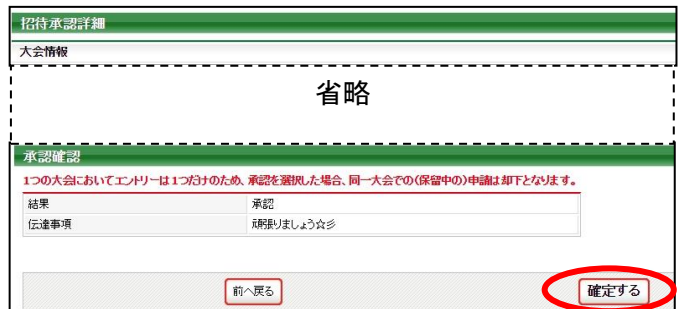 招待承認詳細
大会情報
省略
承認確認
1つの大会においてエントリーは1つだけのため、承認を選択した場合、同一大会での(保留中の)申請は却下となります。
結果 承認
伝達事項 頑張りましょう☆彡
前へ戻る 確定する